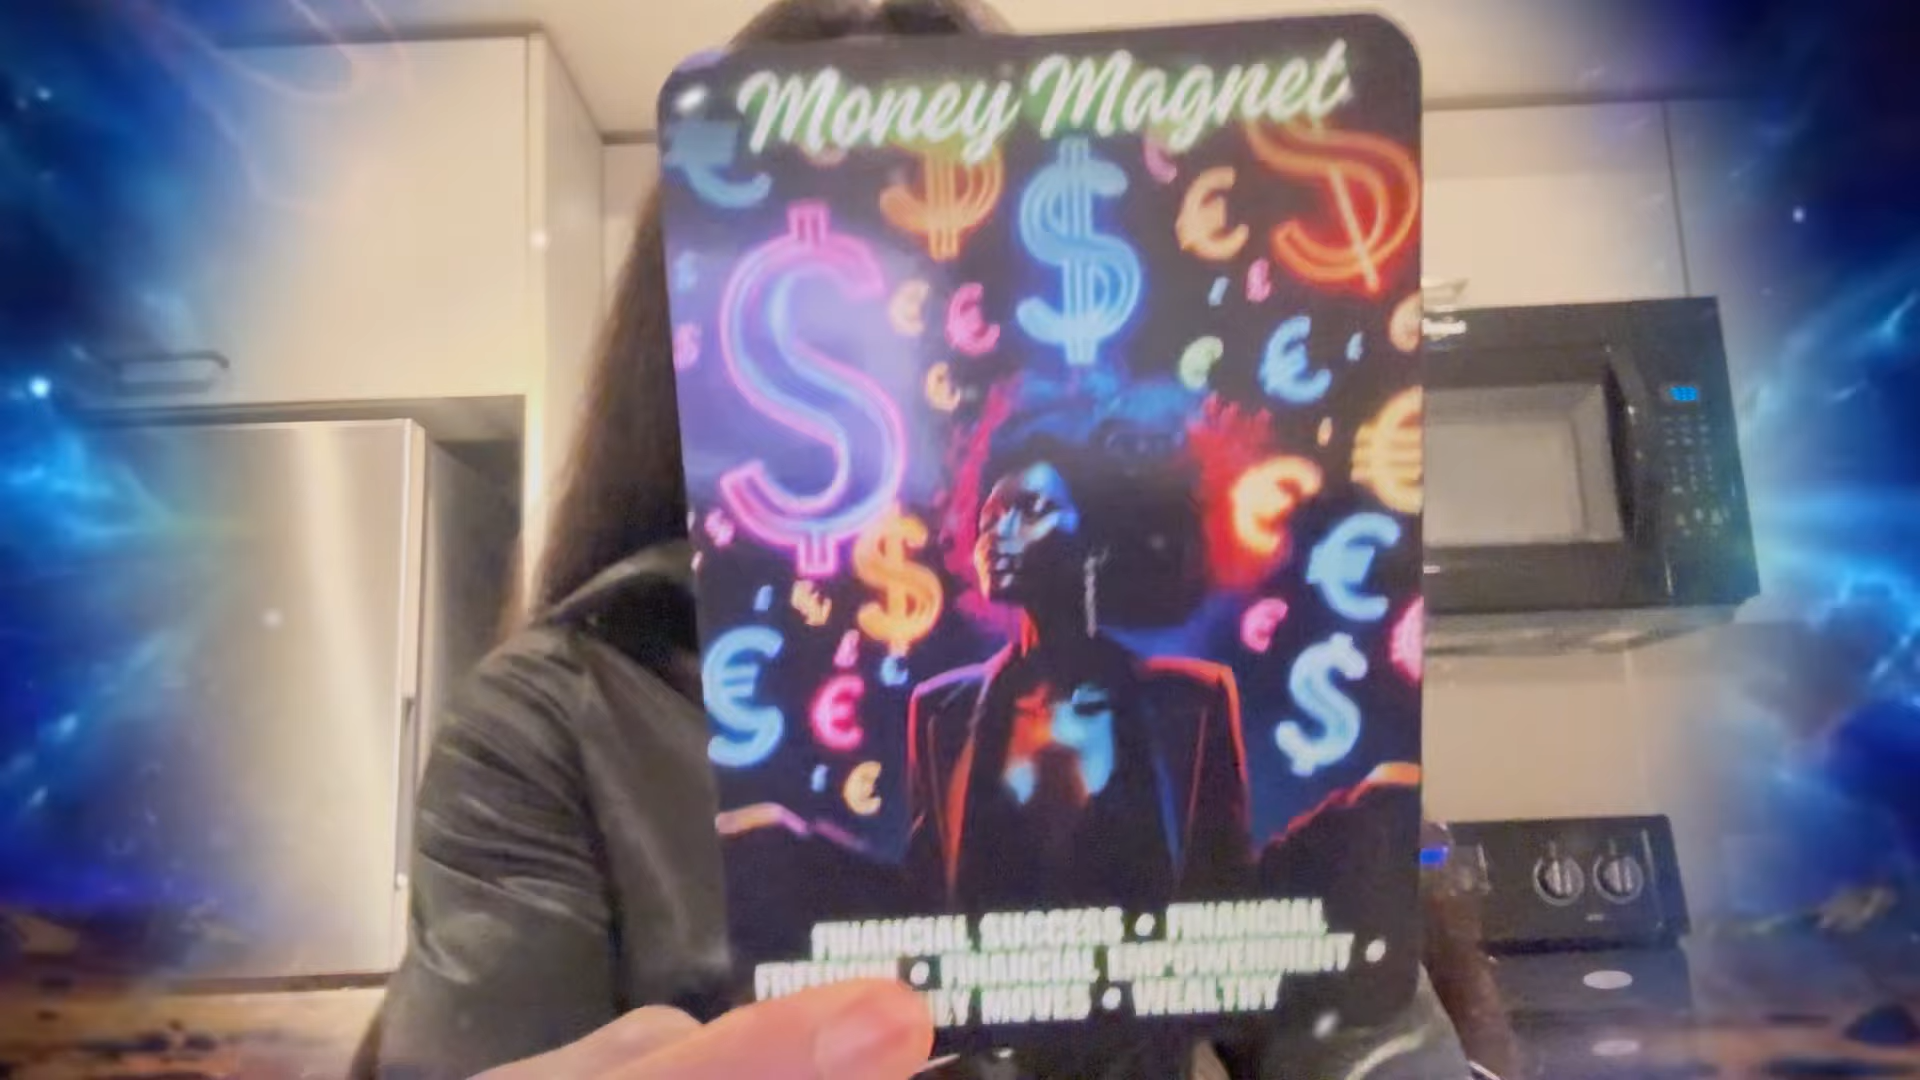 Money Magnet
FINANCIAL SUCCESS • FINANCIAL
FREEDOM • FINANCIAL EMPOWERMENT •
MOVES • WEALTHY